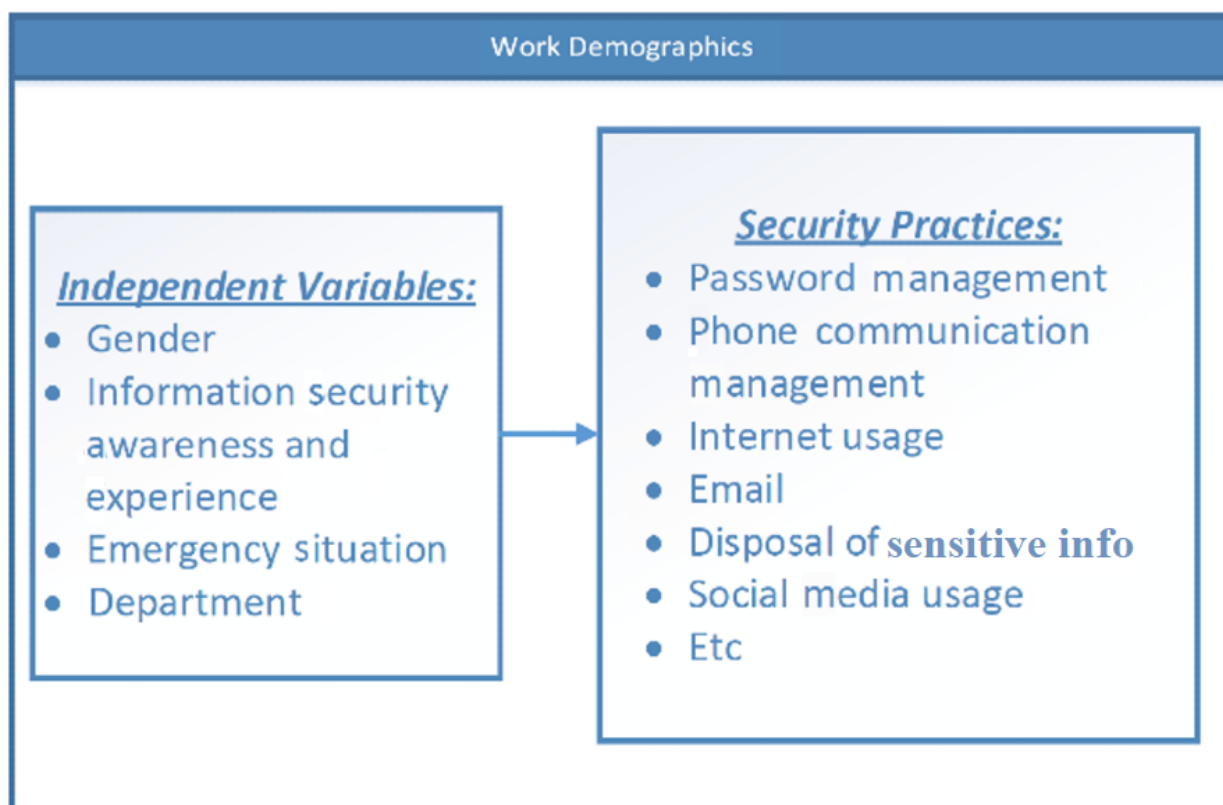 Work Demographics
Independent Variables:
• Gender
• Information security
awareness and
experience
• Emergency situation
• Department
Security Practices:
• Password management
• Phone communication
management
• Internet usage
• Email
• Disposal of sensitive info
• Social media usage
• Etc